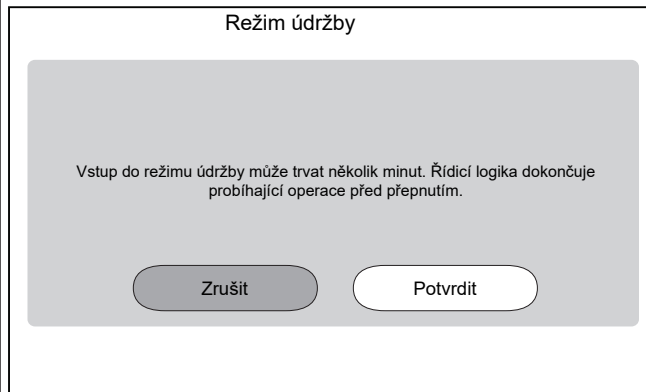 Režim údržby
Vstup do režimu údržby může trvat několik minut. Řídicí logika dokončuje
probíhající operace před přepnutím.
Zrušit
Potvrdit